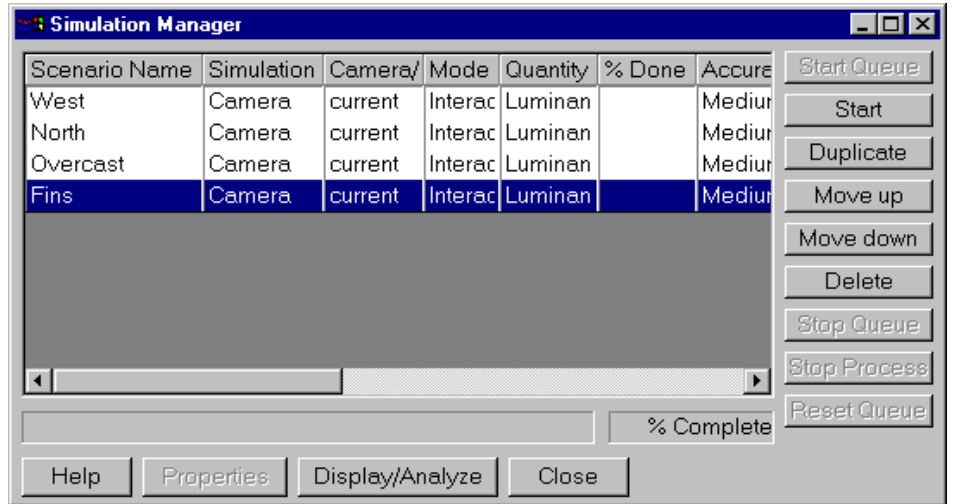 Simulation Manager
Scenario Name Simulation Camera/ Mode Quantity % Done Accura
West Camera current Interac Luminan Mediur
North Camera current Interac Luminan Mediur
Overcast Camera current Interac Luminan Mediur
Fins Camera current Interac Luminan Mediur
Start Queue
Start
Duplicate
Move up
Move down
Delete
Stop Queue
Stop Process
Reset Queue
% Complete
Help Properties Display/Analyze Close